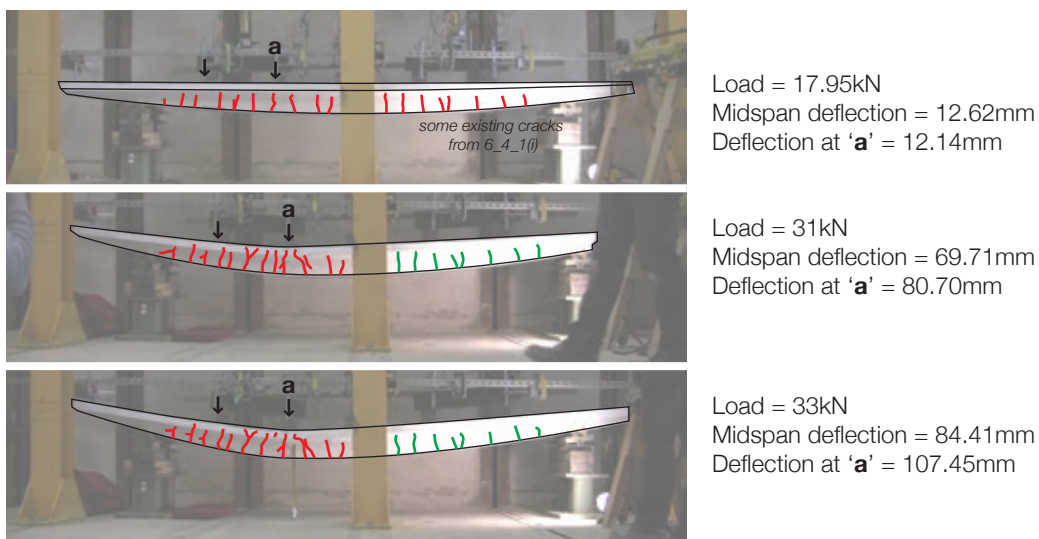 a
some existing cracks
from 6_4_1(i)
Load = 17.95kN
Midspan deflection = 12.62mm
Deflection at ‘a’ = 12.14mm
a
Load = 31kN
Midspan deflection = 69.71mm
Deflection at ‘a’ = 80.70mm
a
Load = 33kN
Midspan deflection = 84.41mm
Deflection at ‘a’ = 107.45mm